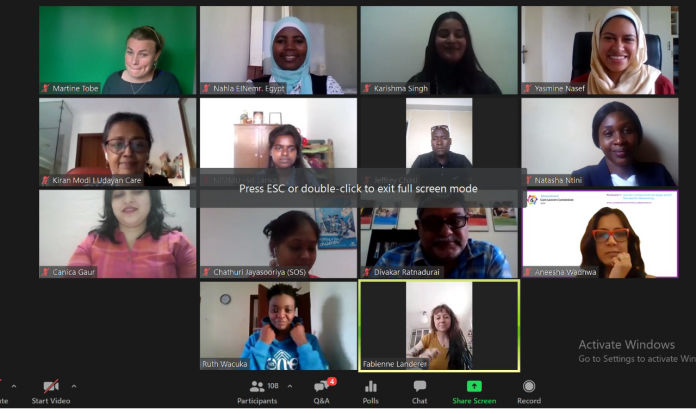 Martine Tobe
Nahla ElNemr. Egypt
Karishma Singh
Yasmine Nasef
Kiran Modi I Udayan Care
Natasha Ntini
Press ESC or double-click to exit full screen mode
Canica Gaur
Chathuri Jayasooriya (SOS)
Divakar Ratnadurai
Aneesha Wadhwa
Ruth Wacuka
Fabienne Landerer
Activate Windows
Go to Settings to activate Win
Start Video
108
Participants
4
Q&A
Polls
Chat
Share Screen
Record